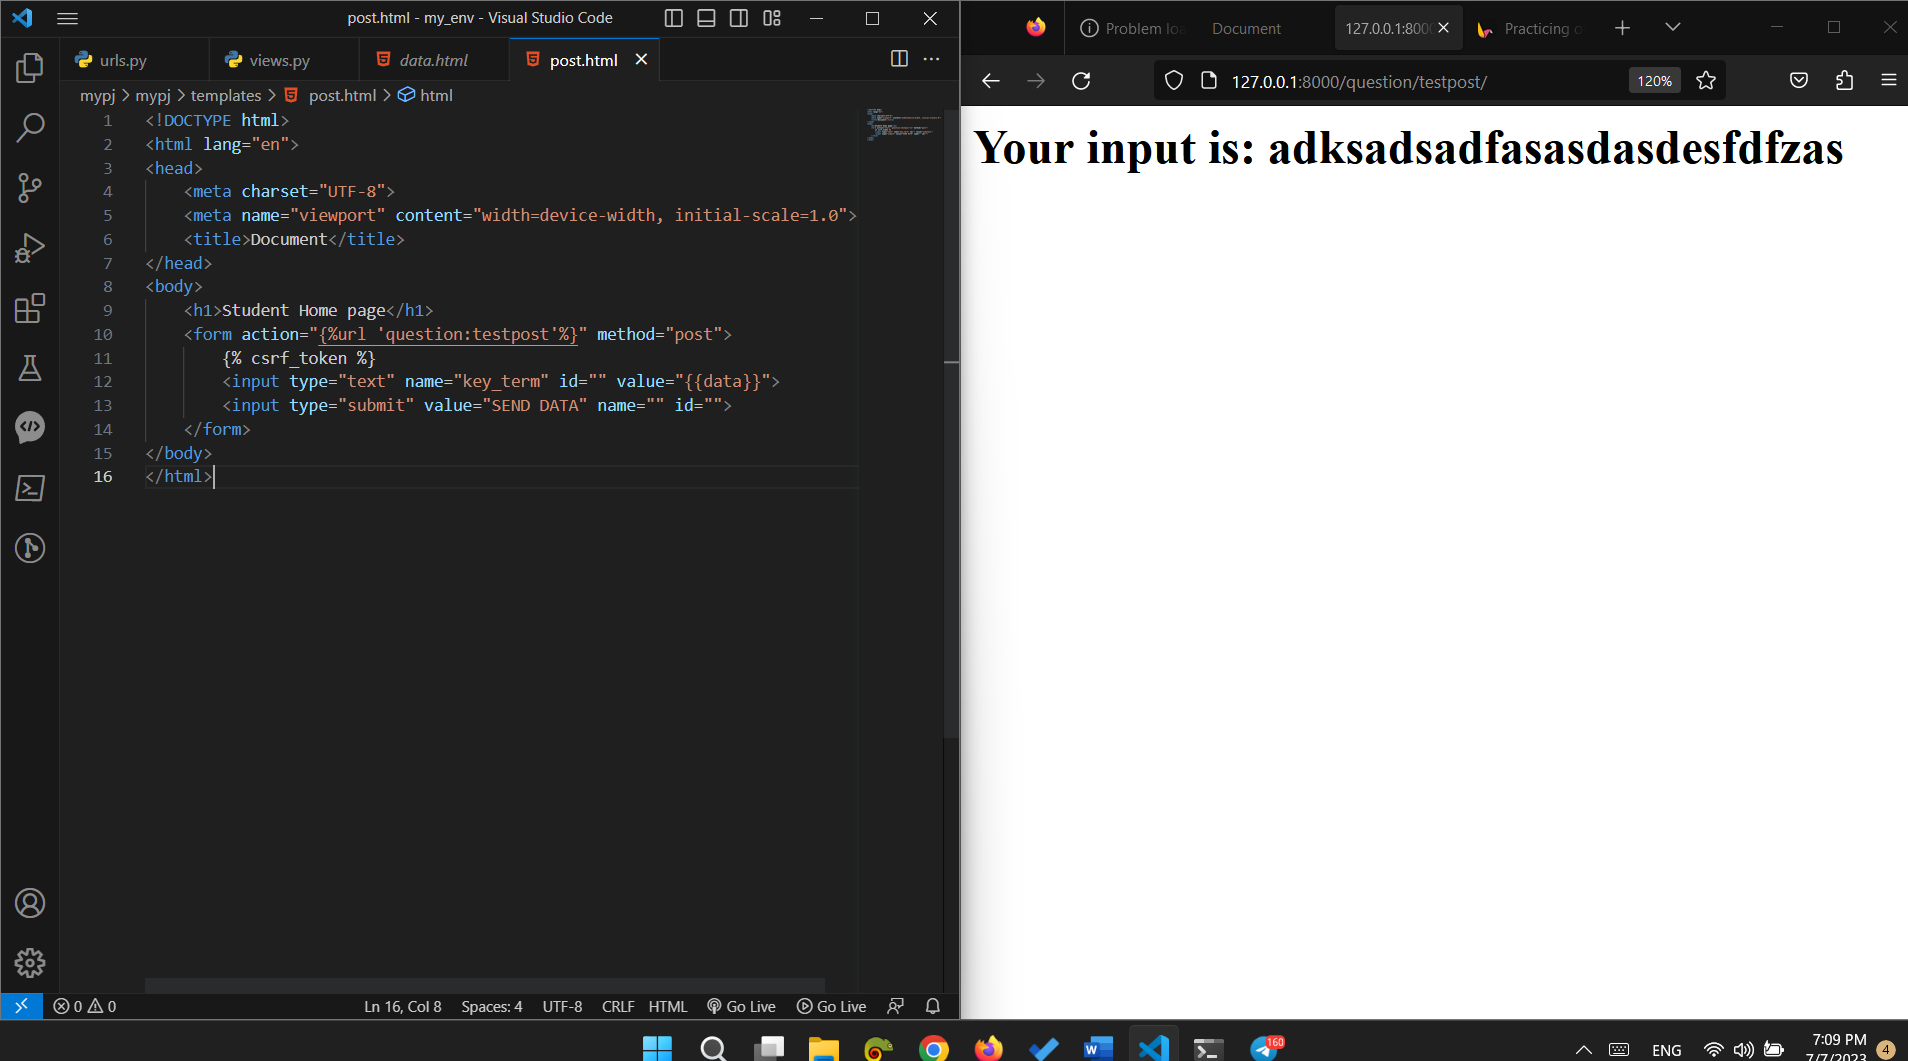 post.html - my_env - Visual Studio Code
urls.py
views.py
data.html
post.html
mypj > mypj > templates > post.html > html
1 <!DOCTYPE html>
2 <html lang="en">
3 <head>
4 <meta charset="UTF-8">
5 <meta name="viewport" content="width=device-width, initial-scale=1.0">
6 <title>Document</title>
7 </head>
8 <body>
9 <h1>Student Home page</h1>
10 <form action="{%url 'question:testpost'%}" method="post">
11 {% csrf_token %}
12 <input type="text" name="key_term" id="" value="{{data}}">
13 <input type="submit" value="SEND DATA" name="" id="">
14 </form>
15 </body>
16 </html>
0 0
Ln 16, Col 8
Spaces: 4
UTF-8
CRLF
HTML
Go Live
Go Live
Problem loa
Document
127.0.0.1:800
Practicing o
127.0.0.1:8000/question/testpost/
120%
Your input is: adksadsadfasasdasdesfdfzas
160
ENG
7:09 PM
7/7/2023
4